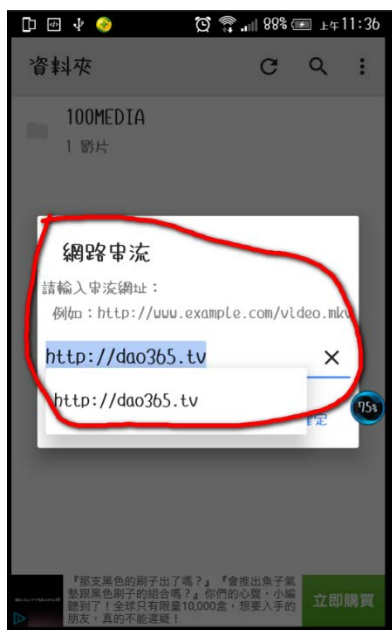 88% 上午11:36
資料夾
100MEDIA
1 影片
網路串流
請輸入串流網址：
例如：http://www.example.com/video.mkv
http://dao365.tv
http://dao365.tv
確定
75%
『那支黑色的刷子出了嗎？』『會推出魚子氣
墊跟黑色刷子的組合嗎？』你們的心聲，小編
聽到了！全球只有限量10,000盒，想要入手的
朋友，真的不能遲疑！
立即購買